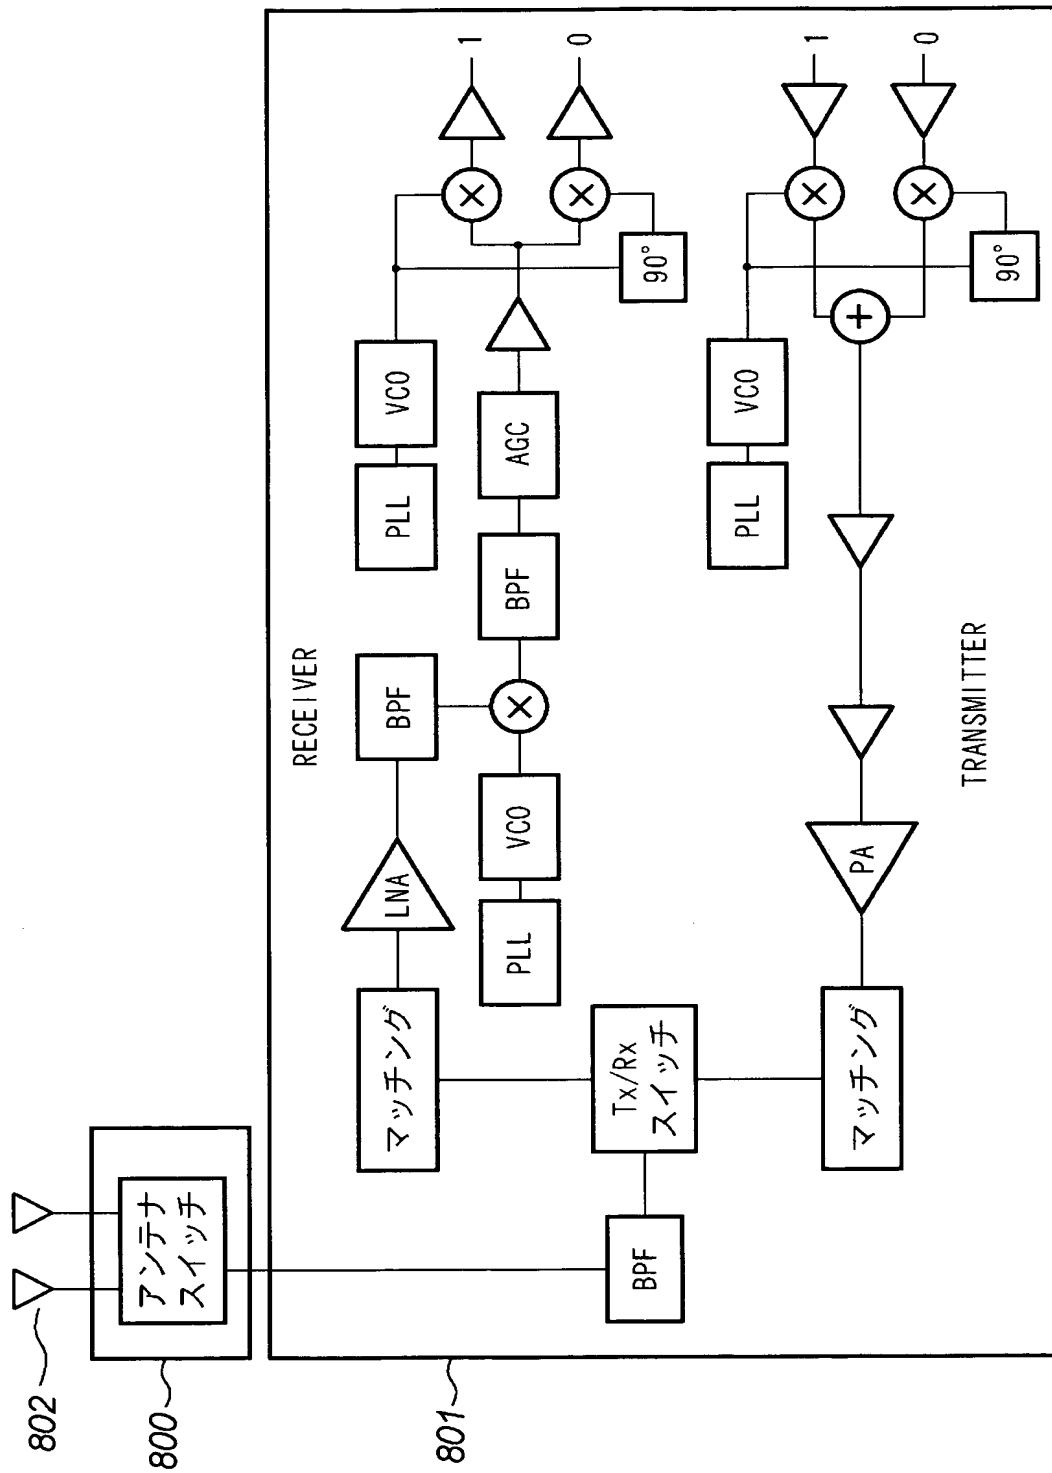 802
800
アンテナ
スイッチ
801
BPF
Tx/Rx
スイッチ
RECEIVER
マッチング
LNA
BPF
PLL
VCO
BPF
AGC
PLL
VCO
90°
1
0
TRANSMITTER
マッチング
PA
PLL
VCO
90°
1
0